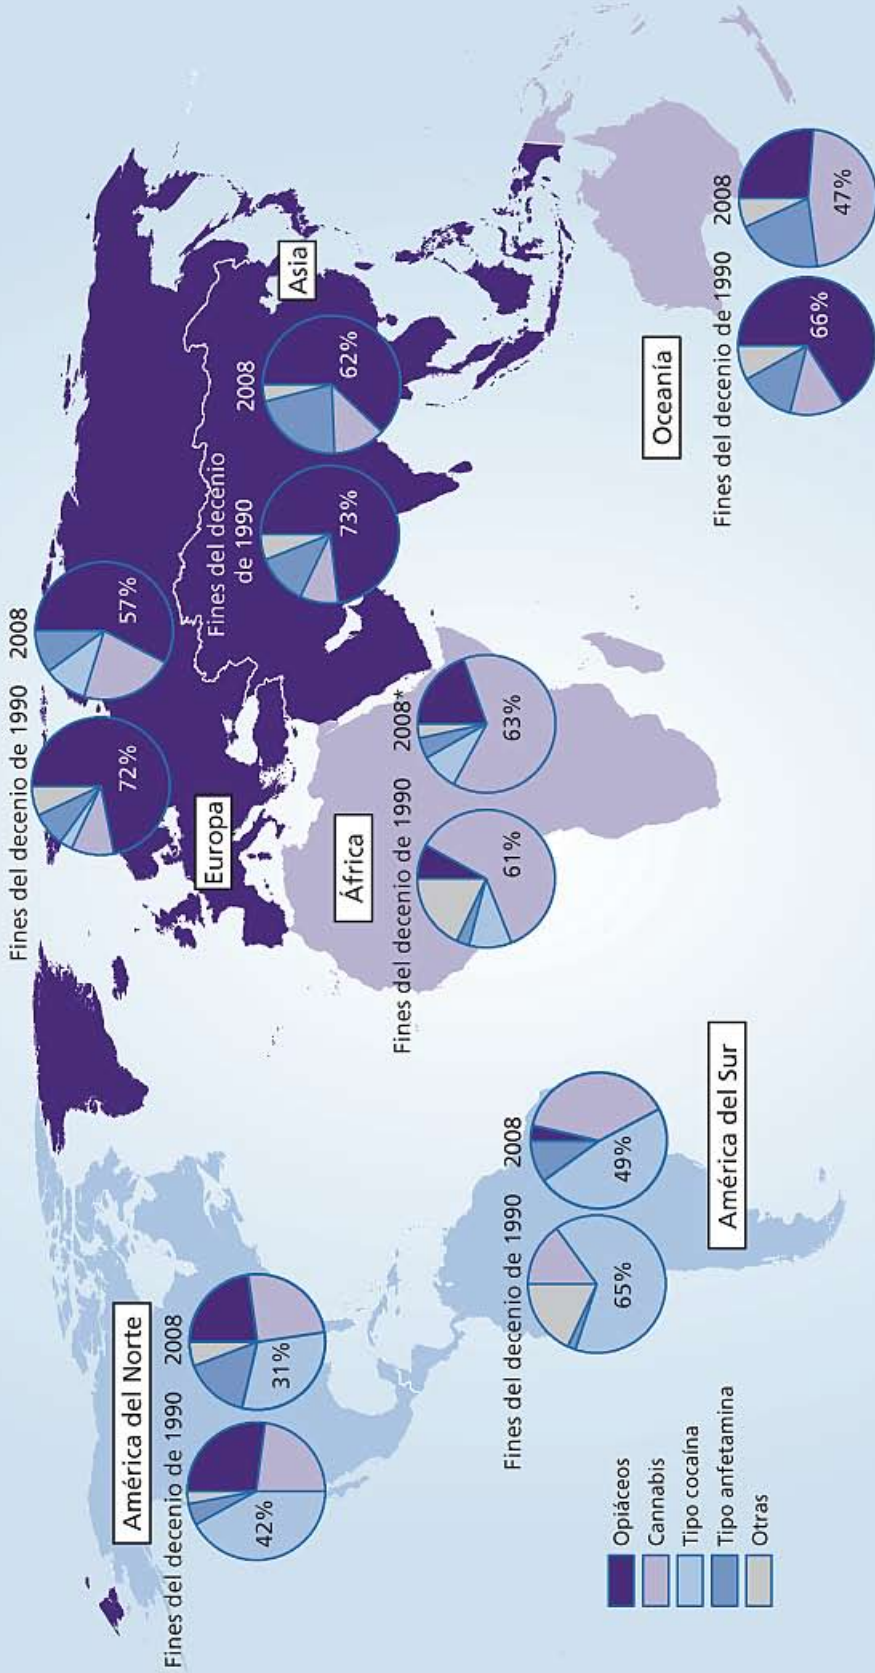 América del Norte
Fines del decenio de 1990
2008
42%
31%
Fines del decenio de 1990
2008
72%
57%
Europa
Fines del decenio
de 1990
2008
73%
62%
Asia
África
Fines del decenio de 1990
2008*
61%
63%
Fines del decenio de 1990
2008
65%
49%
América del Sur
Oceanía
Fines del decenio de 1990
2008
66%
47%
Opiáceos
Cannabis
Tipo cocaína
Tipo anfetamina
Otras